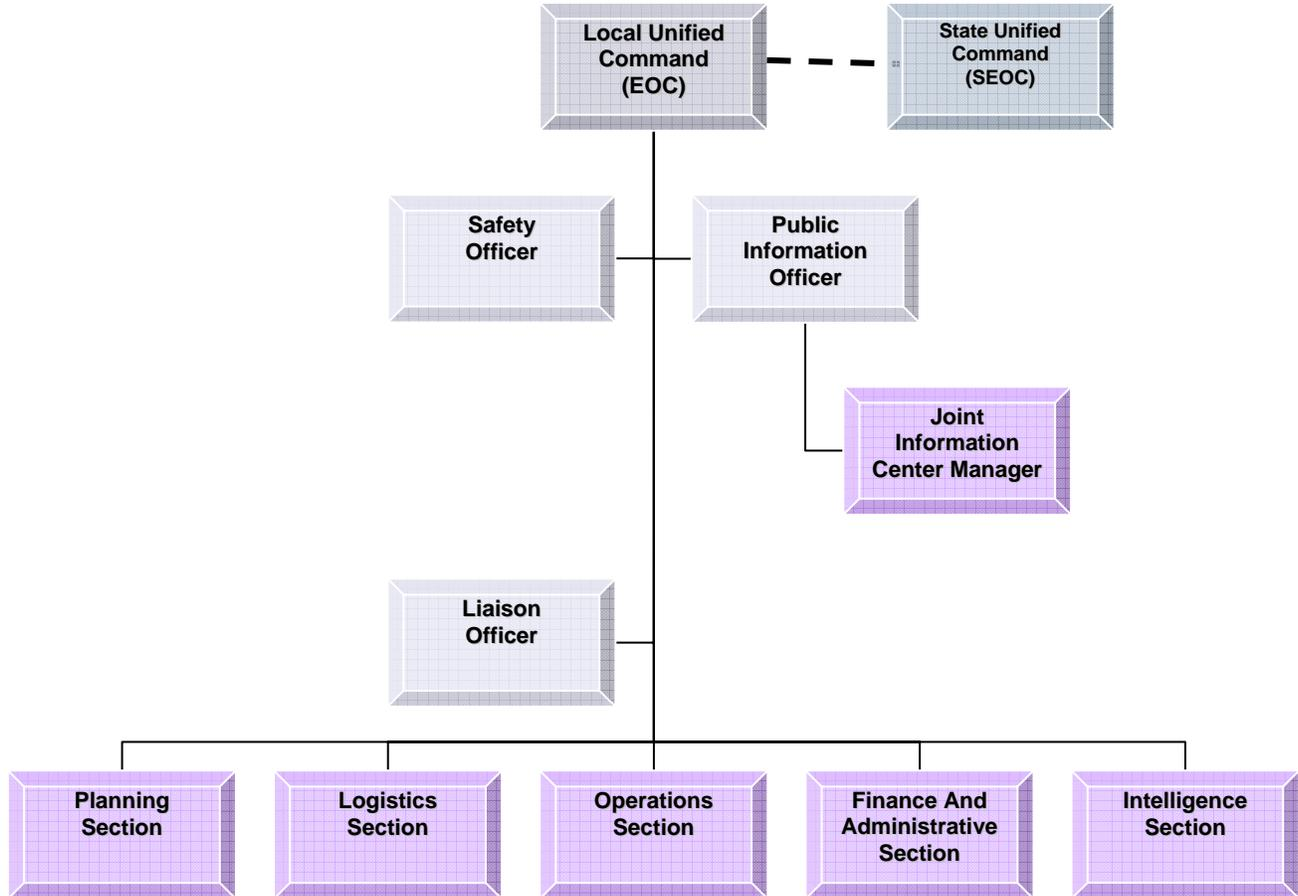 Local Unified
Command
(EOC)
State Unified
Command
(SEOC)
Safety
Officer
Public
Information
Officer
Joint
Information
Center Manager
Liaison
Officer
Planning
Section
Logistics
Section
Operations
Section
Finance And
Administrative
Section
Intelligence
Section